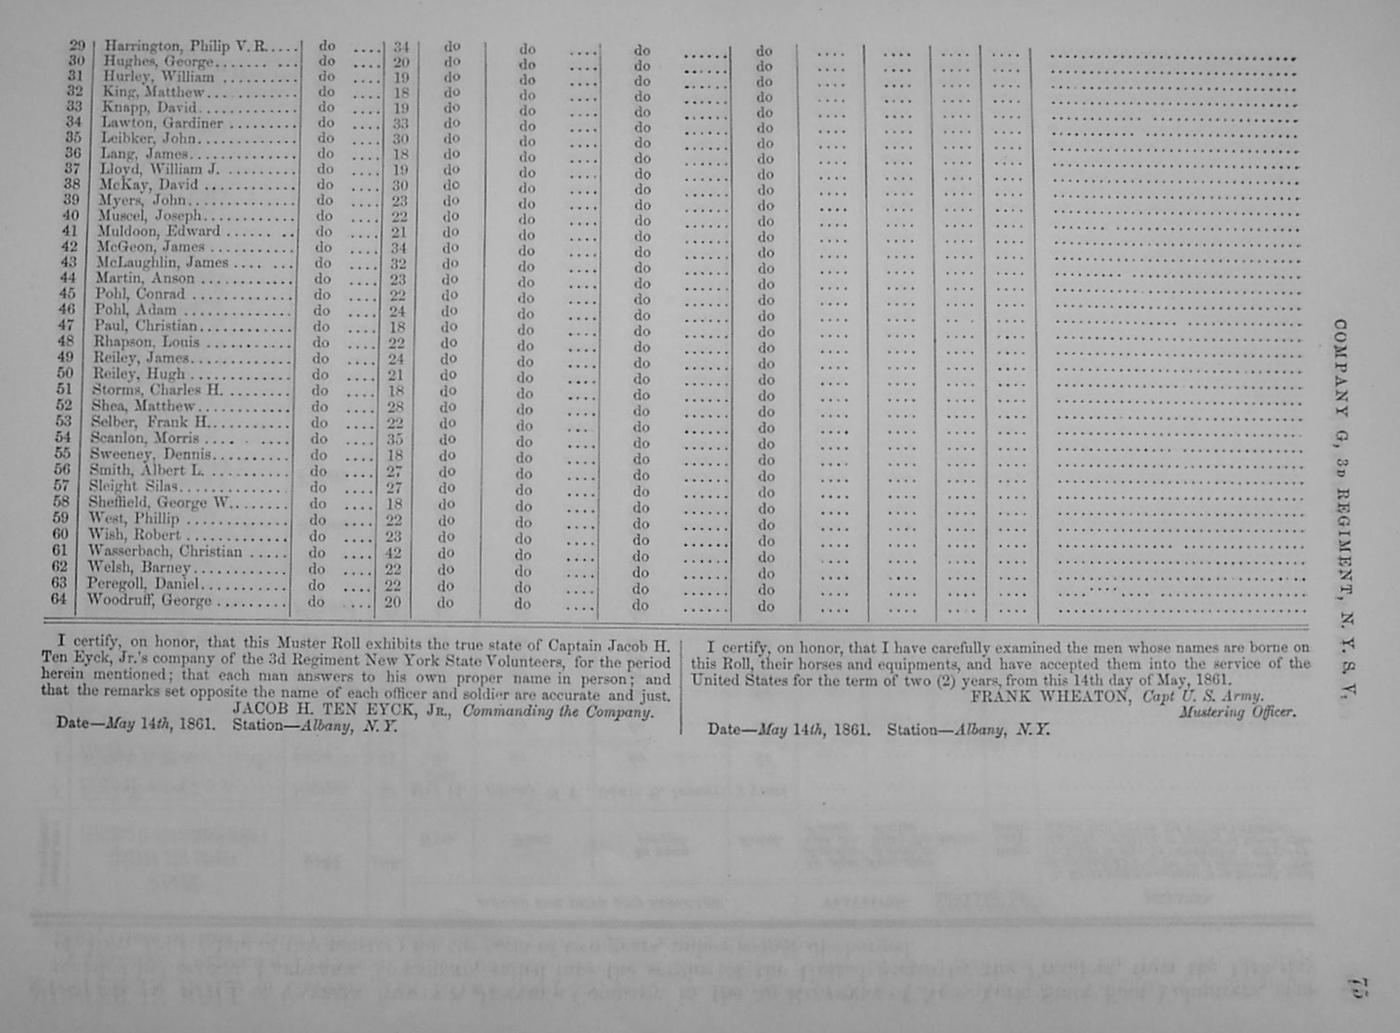 29 Harrington, Philip V. R. .... do .... 34 do do .... do ...... do .... .... .... .... ....
30 Hughes, George ........ do .... 20 do do .... do ...... do .... .... .... .... ....
31 Hurley, William .......... do .... 19 do do .... do ...... do .... .... .... .... ....
32 King, Matthew ............ do .... 18 do do .... do ...... do .... .... .... .... ....
33 Knapp, David ............ do .... 19 do do .... do ...... do .... .... .... .... ....
34 Lawton, Gardiner ......... do .... 33 do do .... do ...... do .... .... .... .... ....
35 Leibker, John ............ do .... 30 do do .... do ...... do .... .... .... .... ....
36 Lang, James .............. do .... 18 do do .... do ...... do .... .... .... .... ....
37 Lloyd, William J. ......... do .... 19 do do .... do ...... do .... .... .... .... ....
38 McKay, David ............ do .... 30 do do .... do ...... do .... .... .... .... ....
39 Myers, John .............. do .... 23 do do .... do ...... do .... .... .... .... ....
40 Muscel, Joseph ............ do .... 22 do do .... do ...... do .... .... .... .... ....
41 Muldoon, Edward ........ do .... 21 do do .... do ...... do .... .... .... .... ....
42 McGeon, James ........... do .... 34 do do .... do ...... do .... .... .... .... ....
43 McLaughlin, James ....... do .... 32 do do .... do ...... do .... .... .... .... ....
44 Martin, Anson ............ do .... 23 do do .... do ...... do .... .... .... .... ....
45 Pohl, Conrad ............. do .... 22 do do .... do ...... do .... .... .... .... ....
46 Pohl, Adam .............. do .... 24 do do .... do ...... do .... .... .... .... ....
47 Paul, Christian ............ do .... 18 do do .... do ...... do .... .... .... .... ....
48 Rhapson, Louis ........... do .... 22 do do .... do ...... do .... .... .... .... ....
49 Reiley, James ............. do .... 24 do do .... do ...... do .... .... .... .... ....
50 Reiley, Hugh ............. do .... 21 do do .... do ...... do .... .... .... .... ....
51 Storms, Charles H. ........ do .... 18 do do .... do ...... do .... .... .... .... ....
52 Shea, Matthew ............ do .... 28 do do .... do ...... do .... .... .... .... ....
53 Selber, Frank H. .......... do .... 22 do do .... do ...... do .... .... .... .... ....
54 Scanlon, Morris .......... do .... 35 do do .... do ...... do .... .... .... .... ....
55 Sweeney, Dennis .......... do .... 18 do do .... do ...... do .... .... .... .... ....
56 Smith, Albert L. .......... do .... 27 do do .... do ...... do .... .... .... .... ....
57 Sleight Silas .............. do .... 27 do do .... do ...... do .... .... .... .... ....
58 Sheffield, George W. ....... do .... 18 do do .... do ...... do .... .... .... .... ....
59 West, Phillip ............. do .... 22 do do .... do ...... do .... .... .... .... ....
60 Wish, Robert ............. do .... 23 do do .... do ...... do .... .... .... .... ....
61 Wasserbach, Christian ..... do .... 42 do do .... do ...... do .... .... .... .... ....
62 Welsh, Barney ............ do .... 22 do do .... do ...... do .... .... .... .... ....
63 Peregoll, Daniel ........... do .... 22 do do .... do ...... do .... .... .... .... ....
64 Woodruff, George ......... do .... 20 do do .... do ...... do .... .... .... .... ....
I certify, on honor, that this Muster Roll exhibits the true state of Captain Jacob H.
Ten Eyck, Jr.'s company of the 3d Regiment New York State Volunteers, for the period
herein mentioned; that each man answers to his own proper name in person; and
that the remarks set opposite the name of each officer and soldier are accurate and just.
JACOB H. TEN EYCK, JR., Commanding the Company.
Date—May 14th, 1861. Station—Albany, N. Y.
I certify, on honor, that I have carefully examined the men whose names are borne on
this Roll, their horses and equipments, and have accepted them into the service of the
United States for the term of two (2) years, from this 14th day of May, 1861.
FRANK WHEATON, Capt U. S. Army.
Mustering Officer.
Date—May 14th, 1861. Station—Albany, N. Y.
COMPANY G, 3D REGIMENT, N. Y. S. V.
75